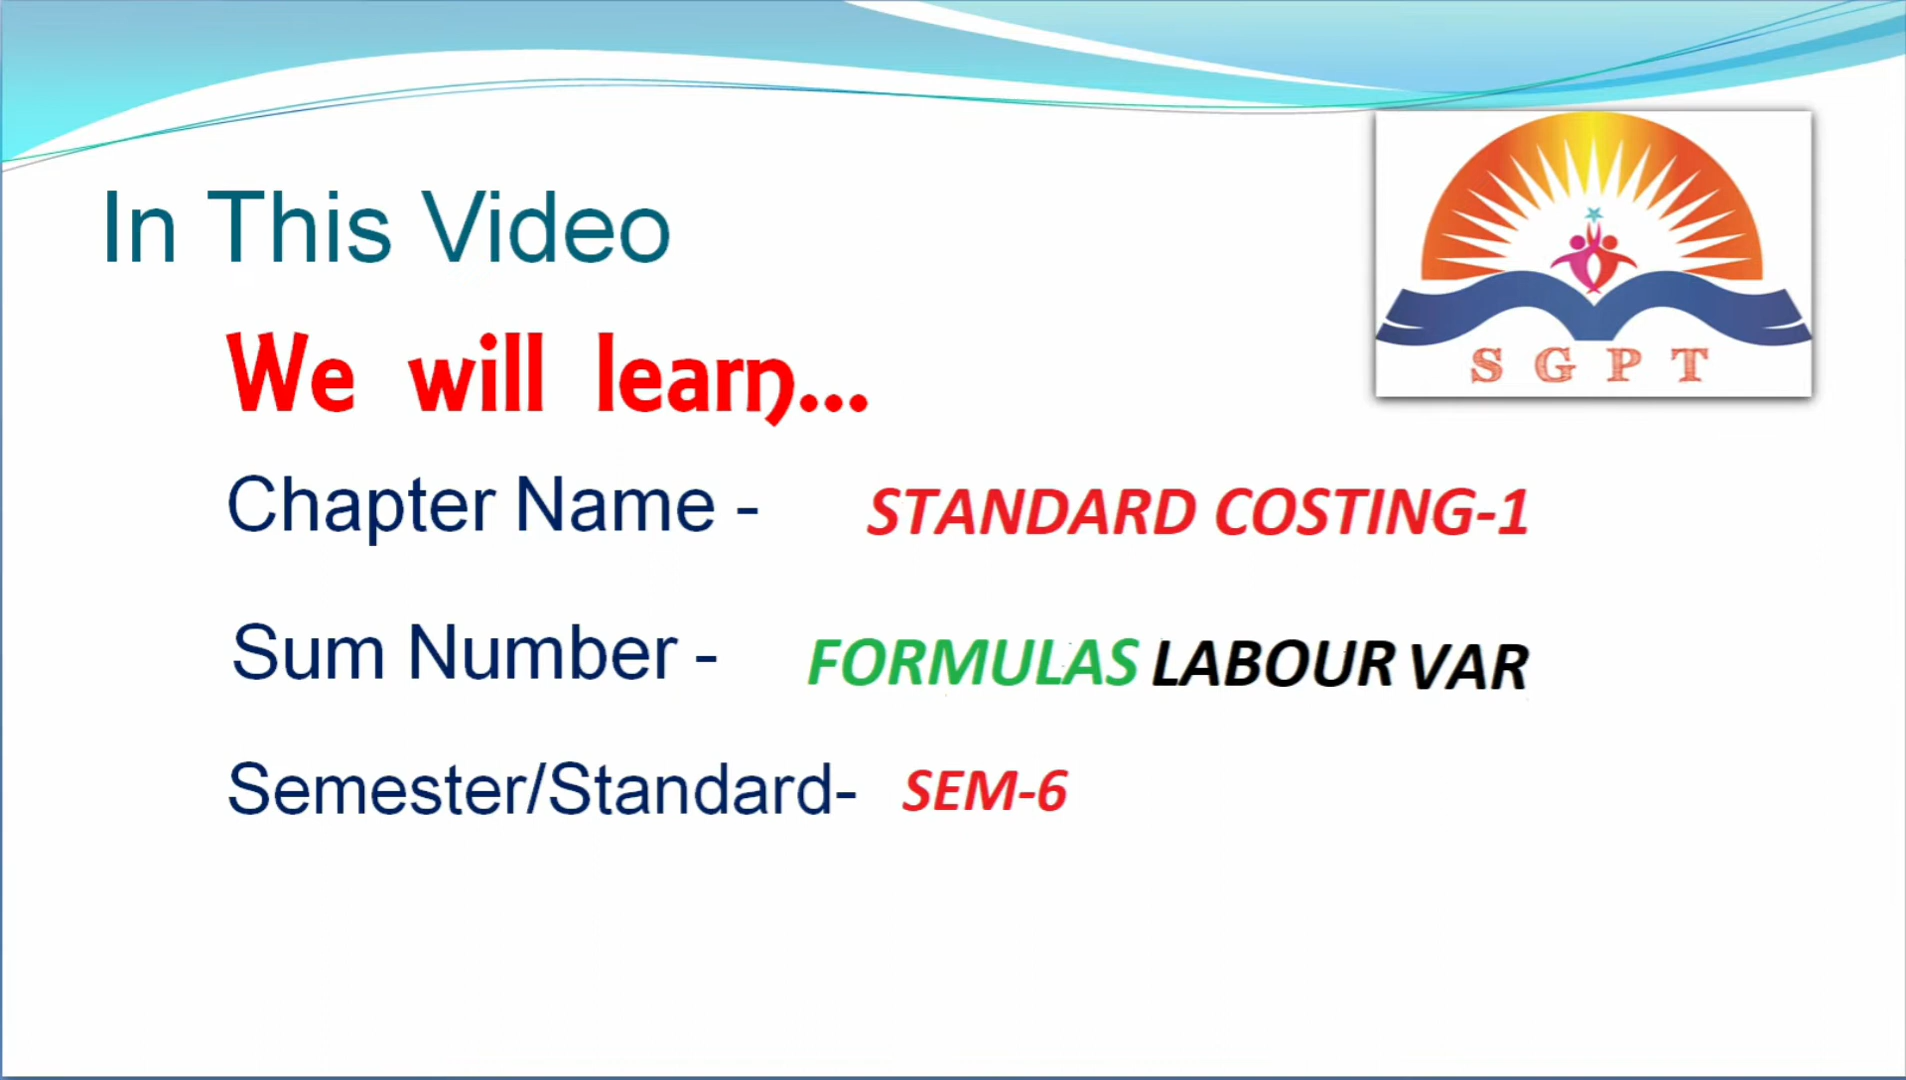 In This Video
SGPT
We will learn...
Chapter Name - STANDARD COSTING-1
Sum Number - FORMULAS LABOUR VAR
Semester/Standard- SEM-6